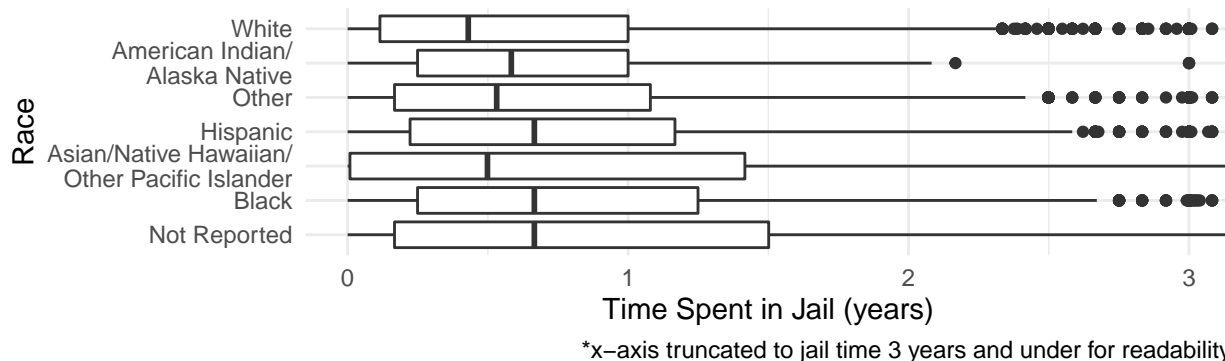 White
American Indian/
Alaska Native
Other
Hispanic
Asian/Native Hawaiian/
Other Pacific Islander
Black
Not Reported
Race
0 1 2 3
Time Spent in Jail (years)
*x−axis truncated to jail time 3 years and under for readability